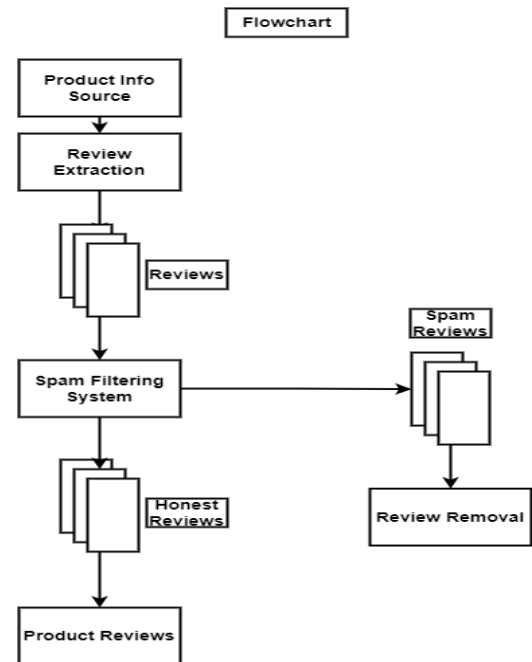 Flowchart
Product Info
Source
Review
Extraction
Reviews
Spam
Reviews
Spam Filtering
System
Honest
Reviews
Review Removal
Product Reviews